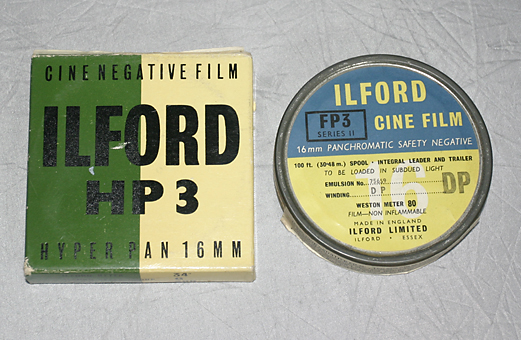 CINE NEGATIVE FILM
ILFORD
HP3
HYPER PAN 16MM
ILFORD
FP3
SERIES II
CINE FILM
16mm PANCHROMATIC SAFETY NEGATIVE
100 ft. (30·48 m.) SPOOL · INTEGRAL LEADER AND TRAILER
TO BE LOADED IN SUBDUED LIGHT
EMULSION No.
WINDING D P
16 DP
WESTON METER 80
FILM—NON INFLAMMABLE
MADE IN ENGLAND
ILFORD LIMITED
ILFORD · ESSEX